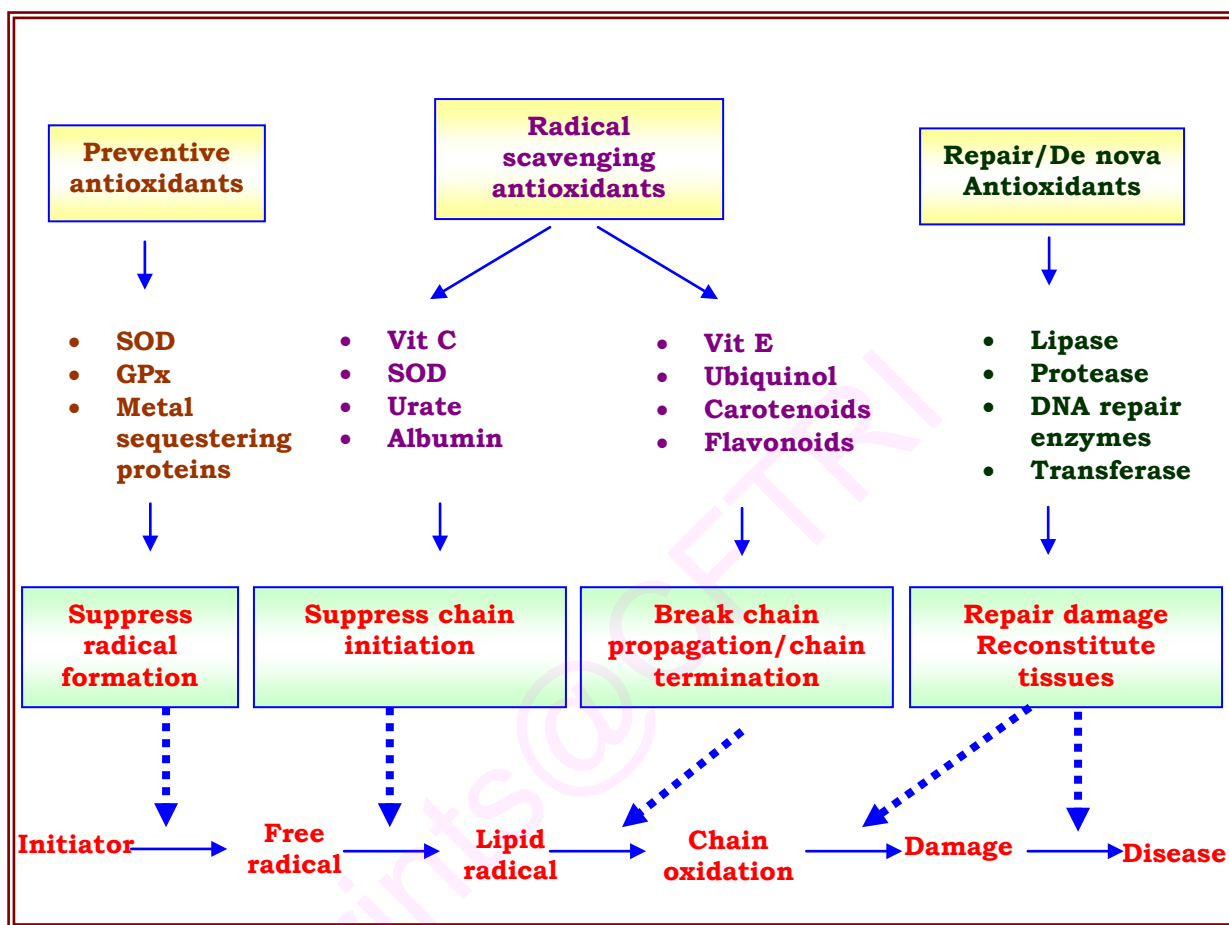 Preventive
antioxidants
Radical
scavenging
antioxidants
Repair/De nova
Antioxidants
• SOD
• GPx
• Metal
sequestering
proteins
• Vit C
• SOD
• Urate
• Albumin
• Vit E
• Ubiquinol
• Carotenoids
• Flavonoids
• Lipase
• Protease
• DNA repair
enzymes
• Transferase
Suppress
radical
formation
Suppress chain
initiation
Break chain
propagation/chain
termination
Repair damage
Reconstitute
tissues
Initiator
Free
radical
Lipid
radical
Chain
oxidation
Damage
Disease
rints@CFTRI